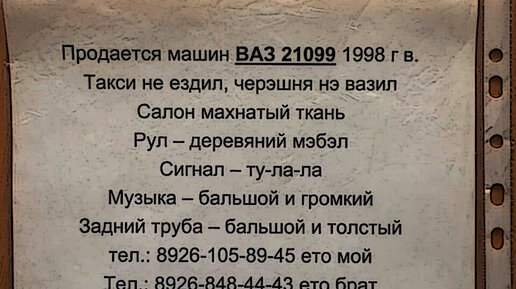 Продается машин ВАЗ 21099 1998 г в.
Такси не ездил, черэшня нэ вазил
Салон махнатый ткань
Рул – деревяний мэбэл
Сигнал – ту-ла-ла
Музыка – бальшой и громкий
Задний труба – бальшой и толстый
тел.: 8926-105-89-45 ето мой
Тел.: 8926-848-44-43 ето брат